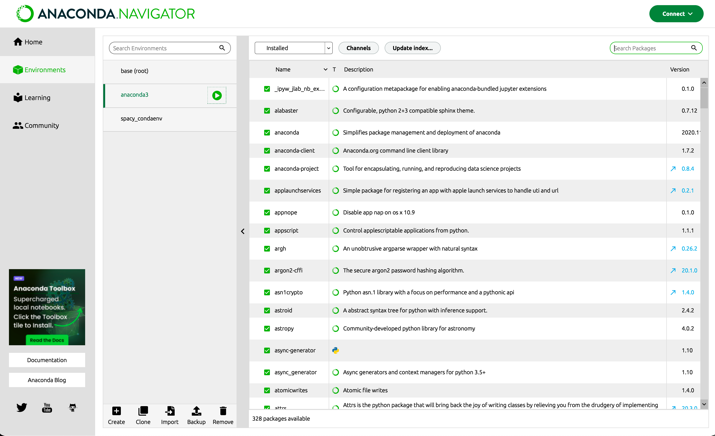 ANACONDA.NAVIGATOR
Connect
Home
Environments
Learning
Community
NEW
Anaconda Toolbox
Supercharged
local notebooks.
Click the Toolbox
tile to install.
Read the Docs
Documentation
Anaconda Blog
You
Tube
Search Environments
base (root)
anaconda3
spacy_condaenv
Create
Clone
Import
Backup
Remove
Installed
Channels
Update index...
Search Packages
Name
T
Description
Version
_ipyw_jlab_nb_ex... A configuration metapackage for enabling anaconda-bundled jupyter extensions 0.1.0
alabaster Configurable, python 2+3 compatible sphinx theme. 0.7.12
anaconda Simplifies package management and deployment of anaconda 2020.1
anaconda-client Anaconda.org command line client library 1.7.2
anaconda-project Tool for encapsulating, running, and reproducing data science projects 0.8.4
applaunchservices Simple package for registering an app with apple launch services to handle uti and url 0.2.1
appnope Disable app nap on os x 10.9 0.1.0
appscript Control applescriptable applications from python. 1.1.1
argh An unobtrusive argparse wrapper with natural syntax 0.26.2
argon2-cffi The secure argon2 password hashing algorithm. 20.1.0
asn1crypto Python asn.1 library with a focus on performance and a pythonic api 1.4.0
astroid A abstract syntax tree for python with inference support. 2.4.2
astropy Community-developed python library for astronomy 4.0.2
async-generator 1.10
async_generator Async generators and context managers for python 3.5+ 1.10
atomicwrites Atomic file writes 1.4.0
attrs Attrs is the python package that will bring back the joy of writing classes by relieving you from the drudgery of implementing 20.3.0
328 packages available